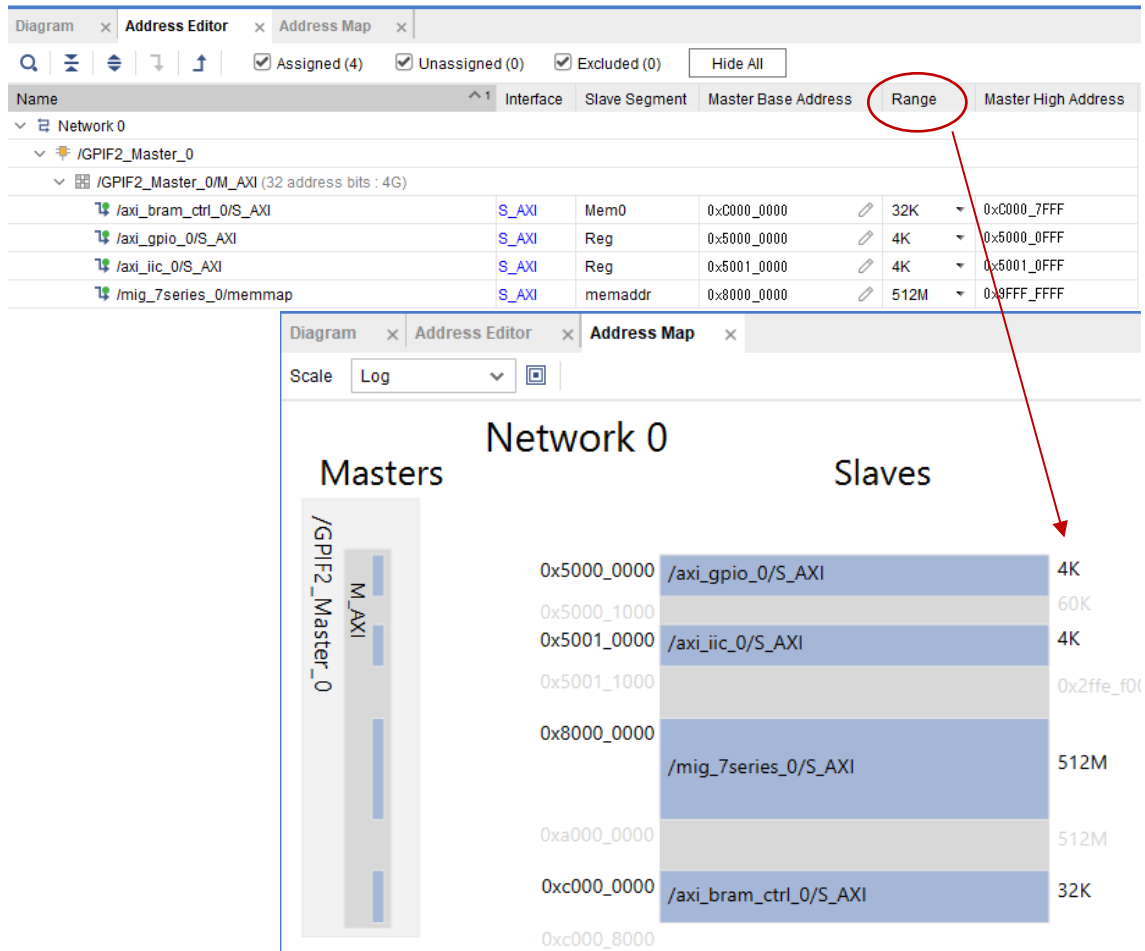 Diagram × Address Editor × Address Map ×
Assigned (4) Unassigned (0) Excluded (0) Hide All
Name ^1 Interface Slave Segment Master Base Address Range Master High Address
Network 0
/GPIF2_Master_0
/GPIF2_Master_0/M_AXI (32 address bits : 4G)
/axi_bram_ctrl_0/S_AXI S_AXI Mem0 0xC000_0000 32K 0xC000_7FFF
/axi_gpio_0/S_AXI S_AXI Reg 0x5000_0000 4K 0x5000_0FFF
/axi_iic_0/S_AXI S_AXI Reg 0x5001_0000 4K 0x5001_0FFF
/mig_7series_0/memmap S_AXI memaddr 0x8000_0000 512M 0x9FFF_FFFF
Diagram × Address Editor × Address Map ×
Scale Log
Network 0
Masters Slaves
/GPIF2_Master_0
M_AXI
0x5000_0000 /axi_gpio_0/S_AXI 4K
0x5000_1000 60K
0x5001_0000 /axi_iic_0/S_AXI 4K
0x5001_1000 0x2ffe_f00
0x8000_0000
/mig_7series_0/S_AXI 512M
0xa000_0000 512M
0xc000_0000 /axi_bram_ctrl_0/S_AXI 32K
0xc000_8000